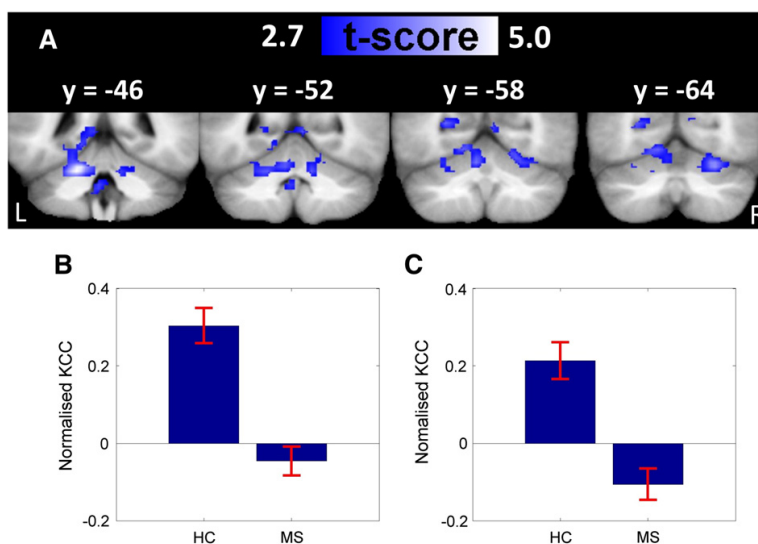 A
2.7 t-score 5.0
y = -46 y = -52 y = -58 y = -64
L R
B C
0.4 0.4
Normalised KCC Normalised KCC
0.2 0.2
0 0
-0.2 -0.2
HC MS HC MS